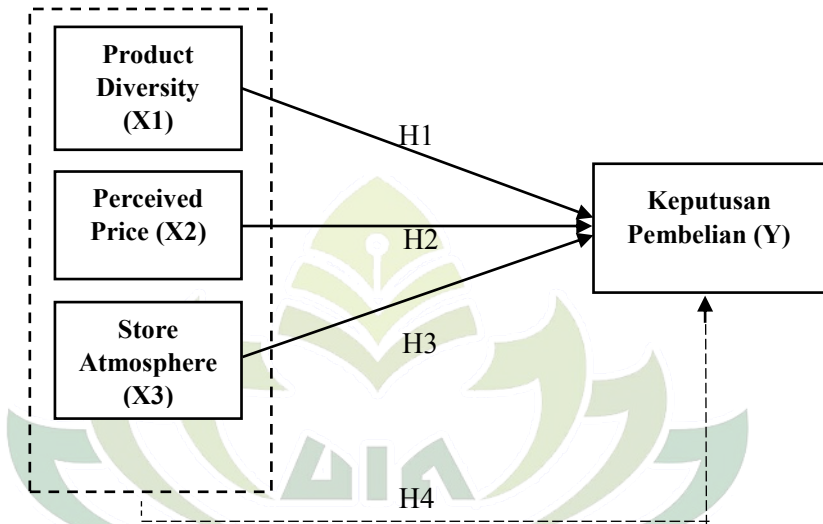 Product
Diversity
(X1)
H1
Perceived
Price (X2)
H2
Keputusan
Pembelian (Y)
Store
Atmosphere
(X3)
H3
H4